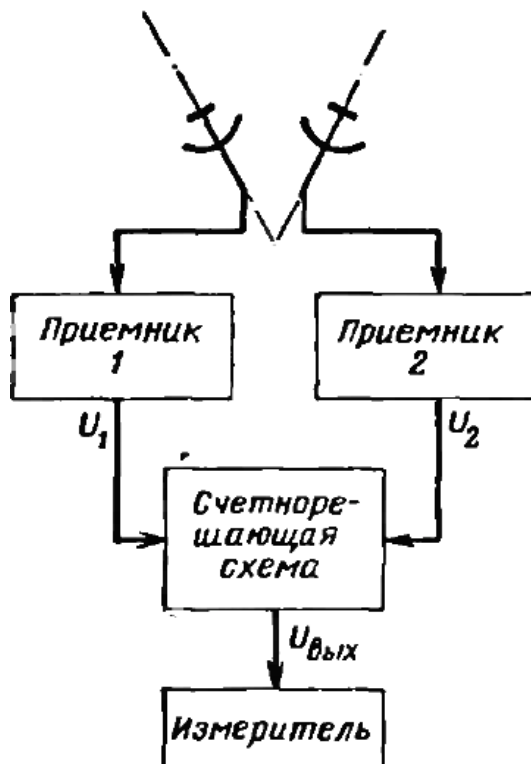 Приемник
1
Приемник
2
U1
U2
Счетноре-
шающая
схема
Uвых
Измеритель